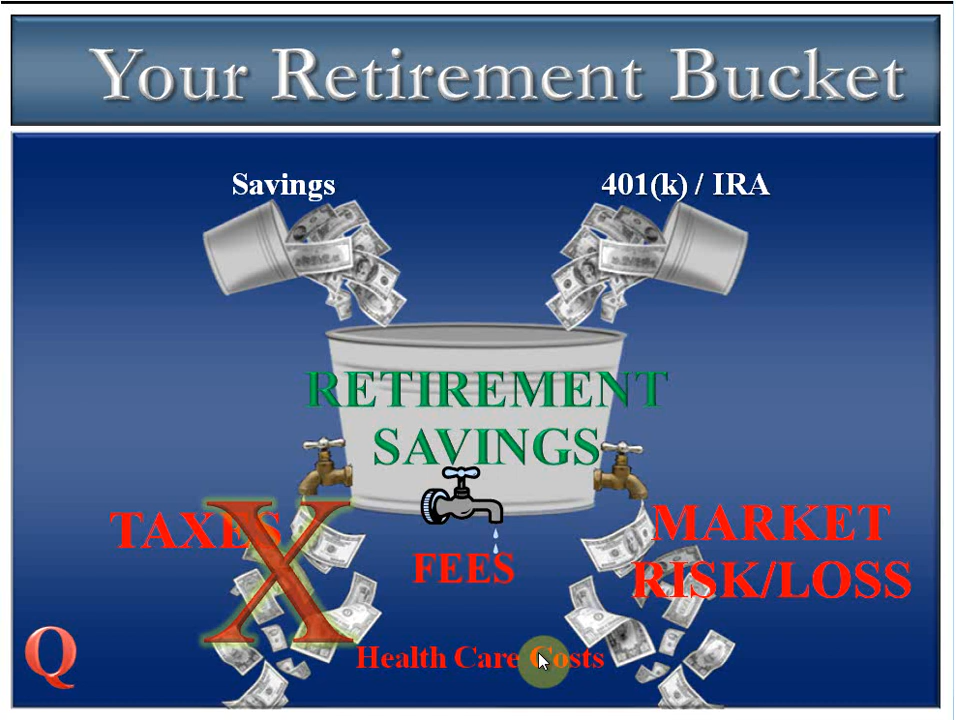 Your Retirement Bucket
Savings
401(k) / IRA
RETIREMENT
SAVINGS
TAXES
X
FEES
MARKET
RISK/LOSS
Health Care Costs
Q